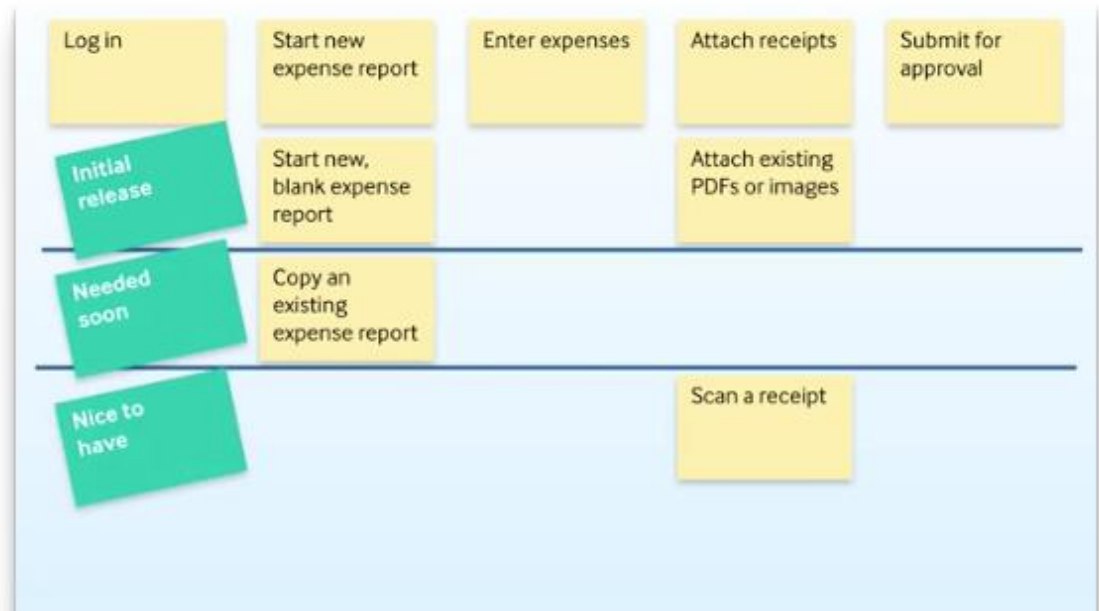 Log in
Start new
expense report
Enter expenses
Attach receipts
Submit for
approval
Initial
release
Start new,
blank expense
report
Attach existing
PDFs or images
Needed
soon
Copy an
existing
expense report
Nice to
have
Scan a receipt